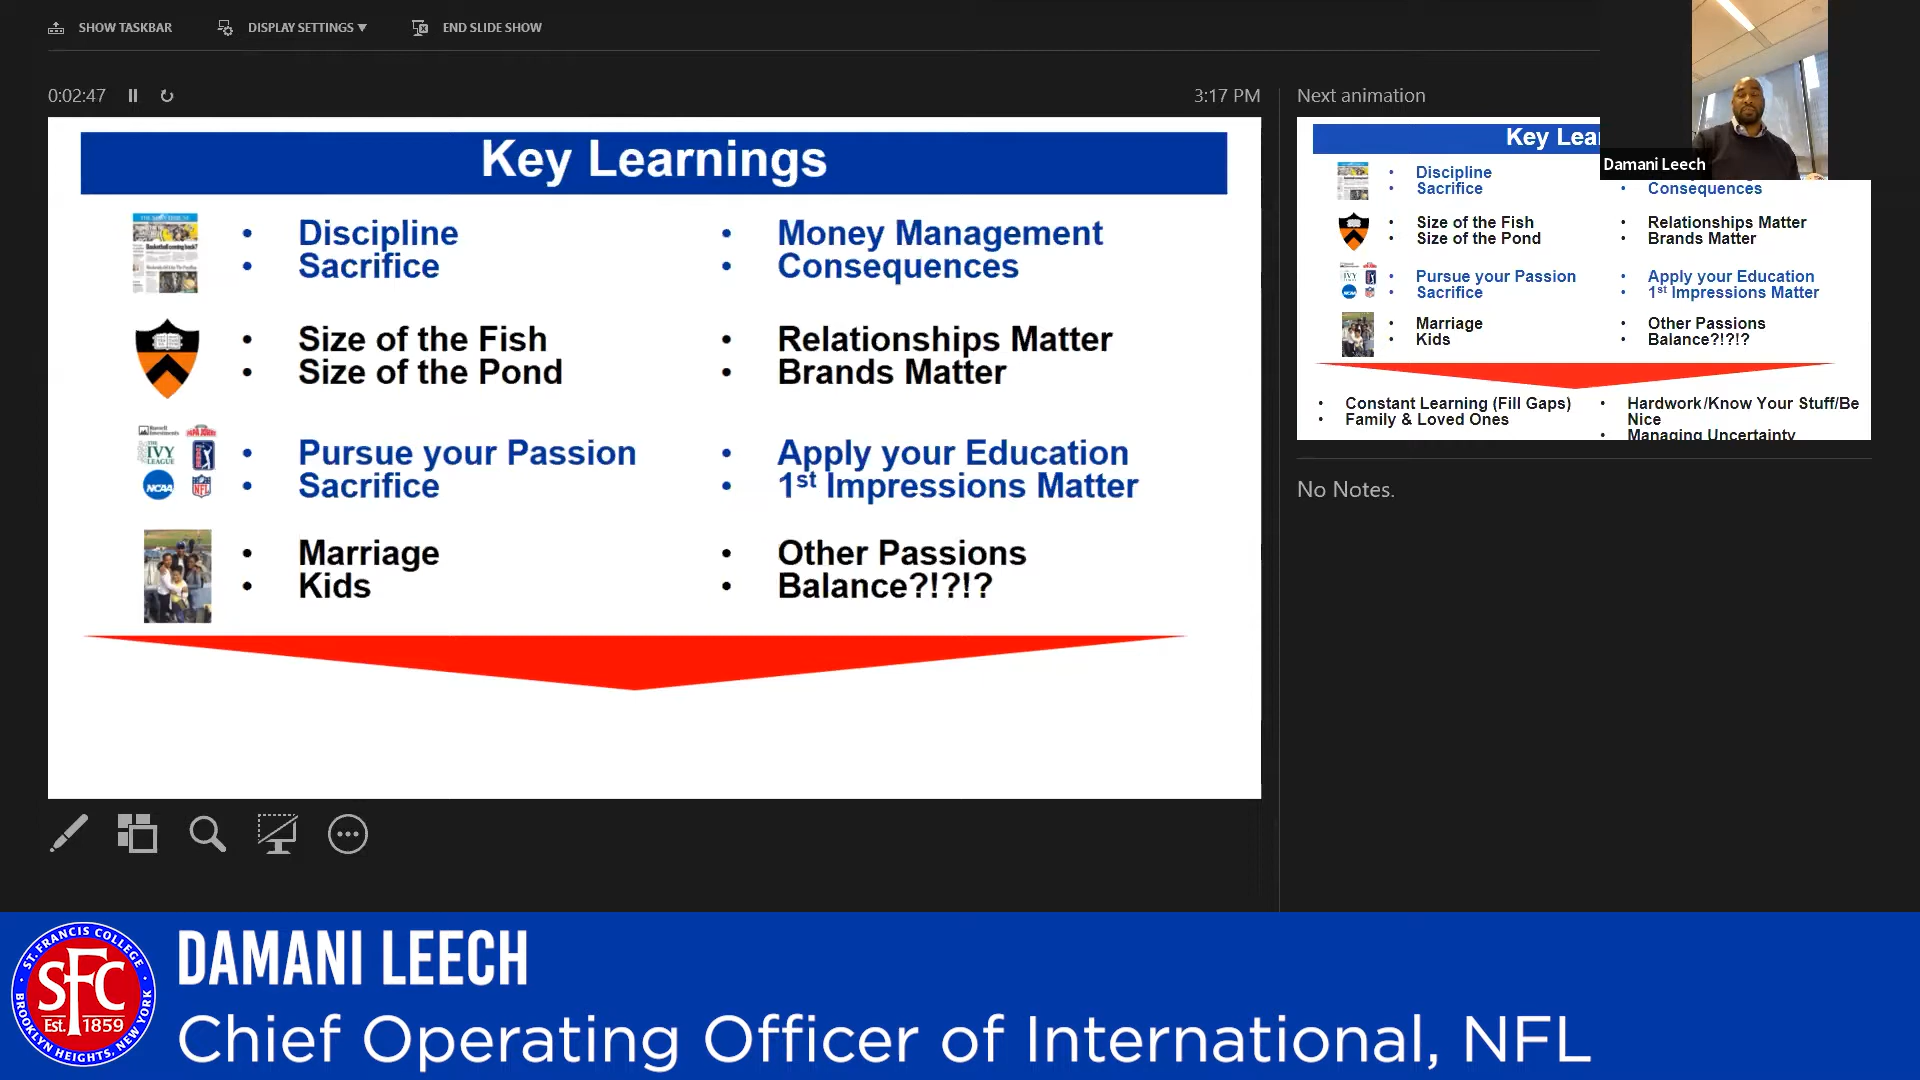 SHOW TASKBAR
DISPLAY SETTINGS
END SLIDE SHOW
0:02:47
3:17 PM
Key Learnings
• Discipline
• Sacrifice
• Money Management
• Consequences
• Size of the Fish
• Size of the Pond
• Relationships Matter
• Brands Matter
THE IVY LEAGUE
NCAA
NFL
• Pursue your Passion
• Sacrifice
• Apply your Education
• 1st Impressions Matter
• Marriage
• Kids
• Other Passions
• Balance?!?!?
Next animation
Key Lear
Damani Leech
• Discipline
• Sacrifice
• Consequences
• Size of the Fish
• Size of the Pond
• Relationships Matter
• Brands Matter
• Pursue your Passion
• Sacrifice
• Apply your Education
• 1st Impressions Matter
• Marriage
• Kids
• Other Passions
• Balance?!?!?
• Constant Learning (Fill Gaps)
• Family & Loved Ones
• Hardwork/Know Your Stuff/Be
Nice
• Managing Uncertainty
No Notes.
ST. FRANCIS COLLEGE
SFC
Est. 1859
BROOKLYN HEIGHTS, NEW YORK
DAMANI LEECH
Chief Operating Officer of International, NFL